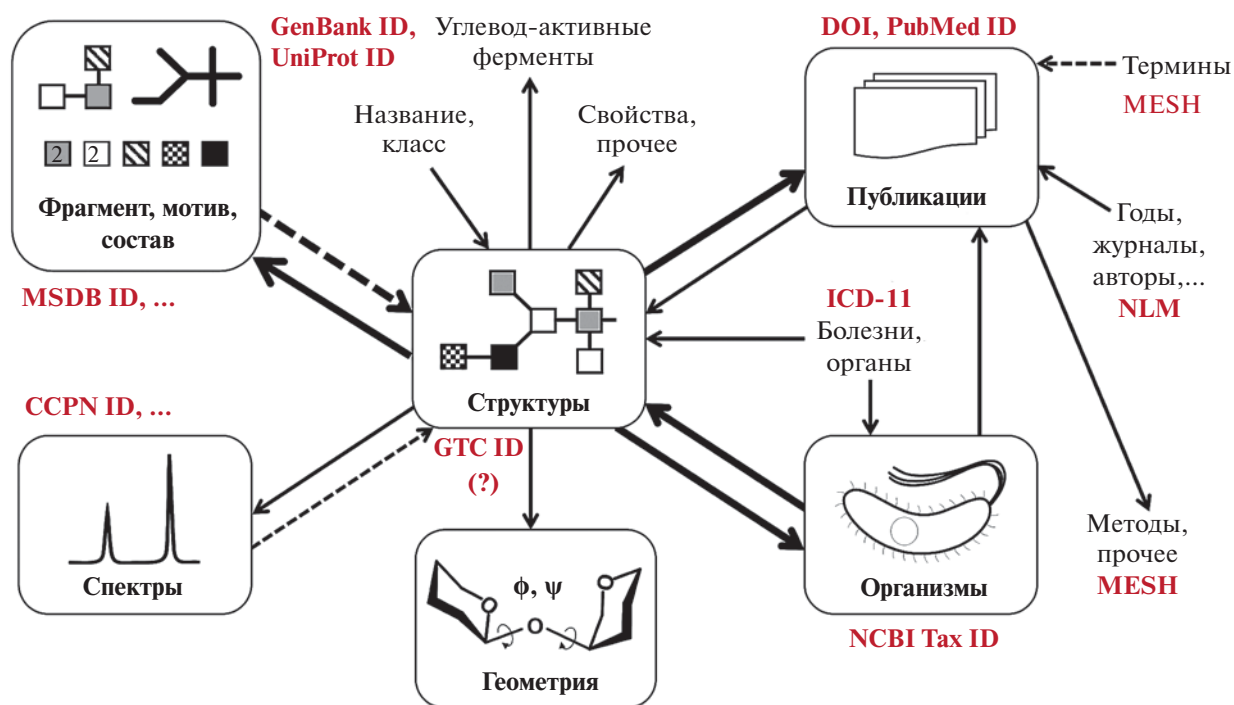 GenBank ID,
UniProt ID
Углевод-активные
ферменты
DOI, PubMed ID
Термины
MESH
Название,
класс
Свойства,
прочее
2 2
Фрагмент, мотив,
состав
MSDB ID, ...
Публикации
Годы,
журналы,
авторы,...
NLM
ICD-11
Болезни,
органы
Структуры
GTC ID
(?)
CCPN ID, ...
Спектры
ϕ, ψ
O
O
O
Геометрия
Организмы
NCBI Tax ID
Методы,
прочее
MESH